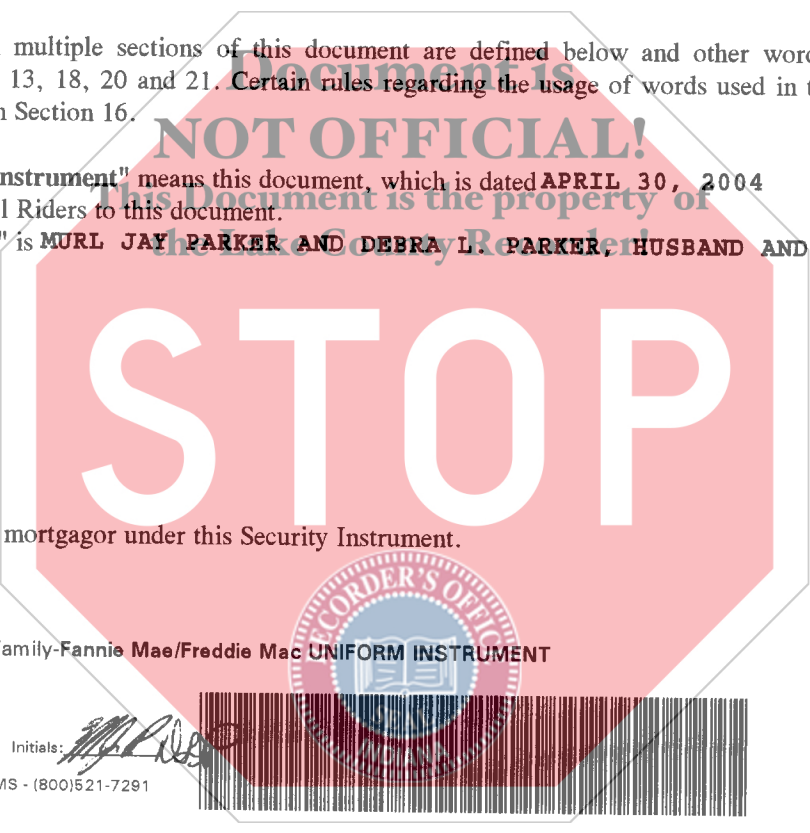 multiple sections of this document are defined below and other word
13, 18, 20 and 21. Certain rules regarding the usage of words used in t
n Section 16.
Document is
NOT OFFICIAL!
This Document is the property of
the Lake County Recorder!
nstrument" means this document, which is dated APRIL 30, 2004
l Riders to this document.
" is MURL JAY PARKER AND DEBRA L. PARKER, HUSBAND AND
STOP
mortgagor under this Security Instrument.
RECORDER'S OFFICE
SEAL
INDIANA
amily-Fannie Mae/Freddie Mac UNIFORM INSTRUMENT
Initials:
MS - (800)521-7291